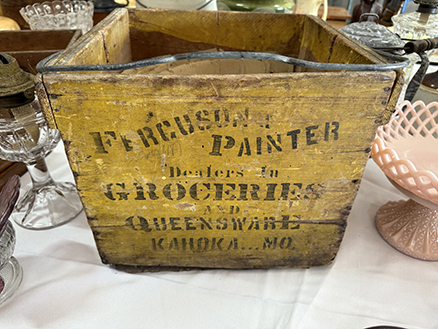 FERGUSON & PAINTER
Dealers In
GROCERIES
AND
QUEENSWARE
KAHOKA... MO.